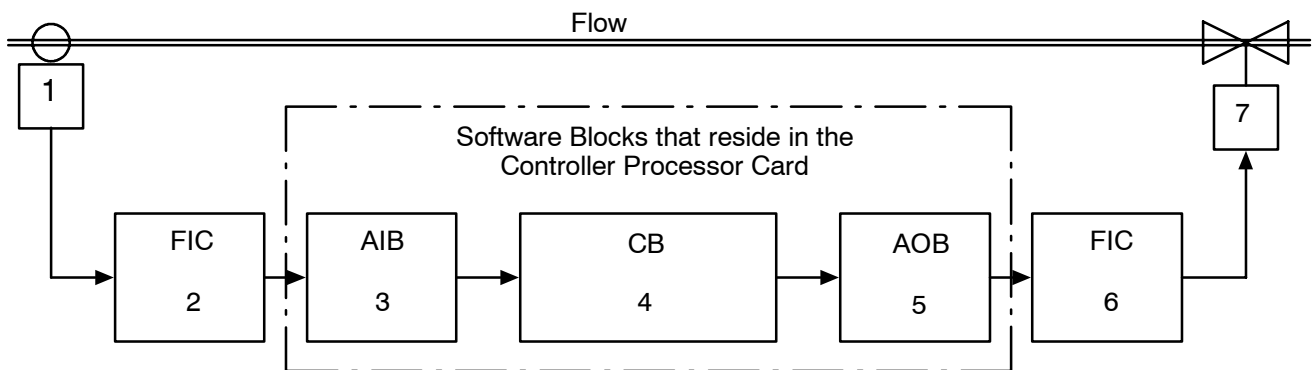 Flow
1
7
Software Blocks that reside in the
Controller Processor Card
FIC
2
AIB
3
CB
4
AOB
5
FIC
6